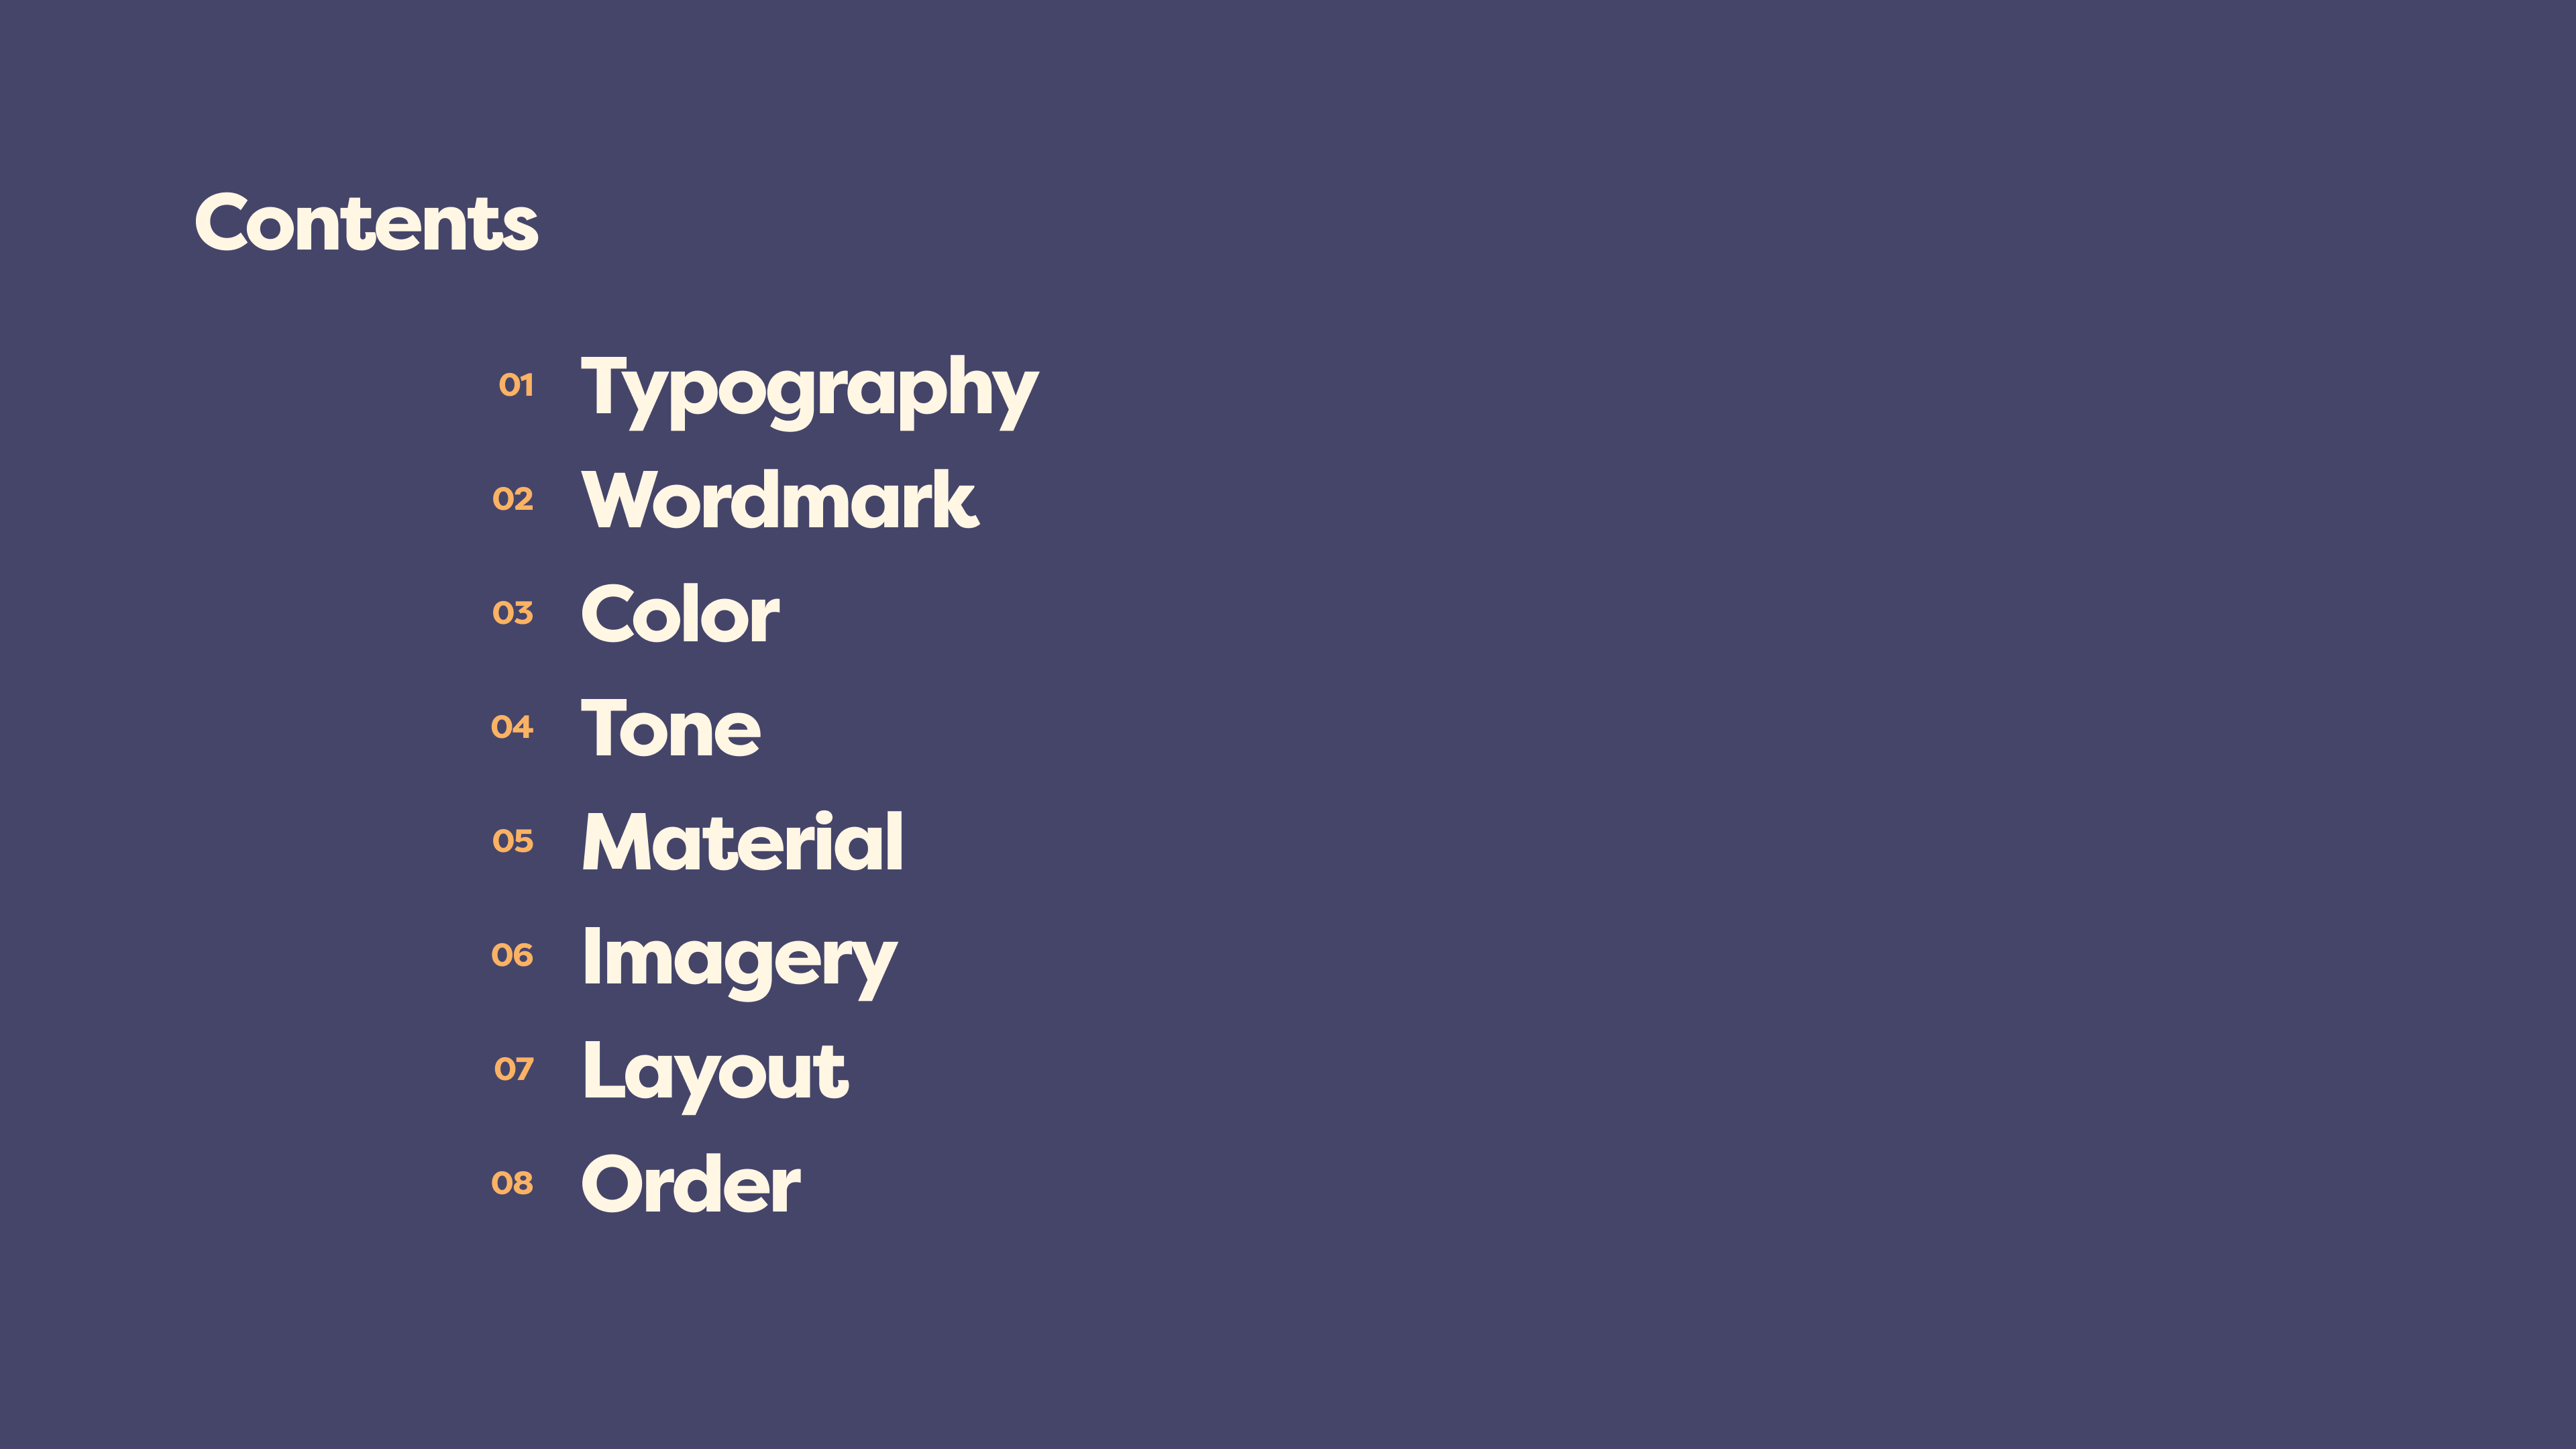 Contents
01 Typography
02 Wordmark
03 Color
04 Tone
05 Material
06 Imagery
07 Layout
08 Order